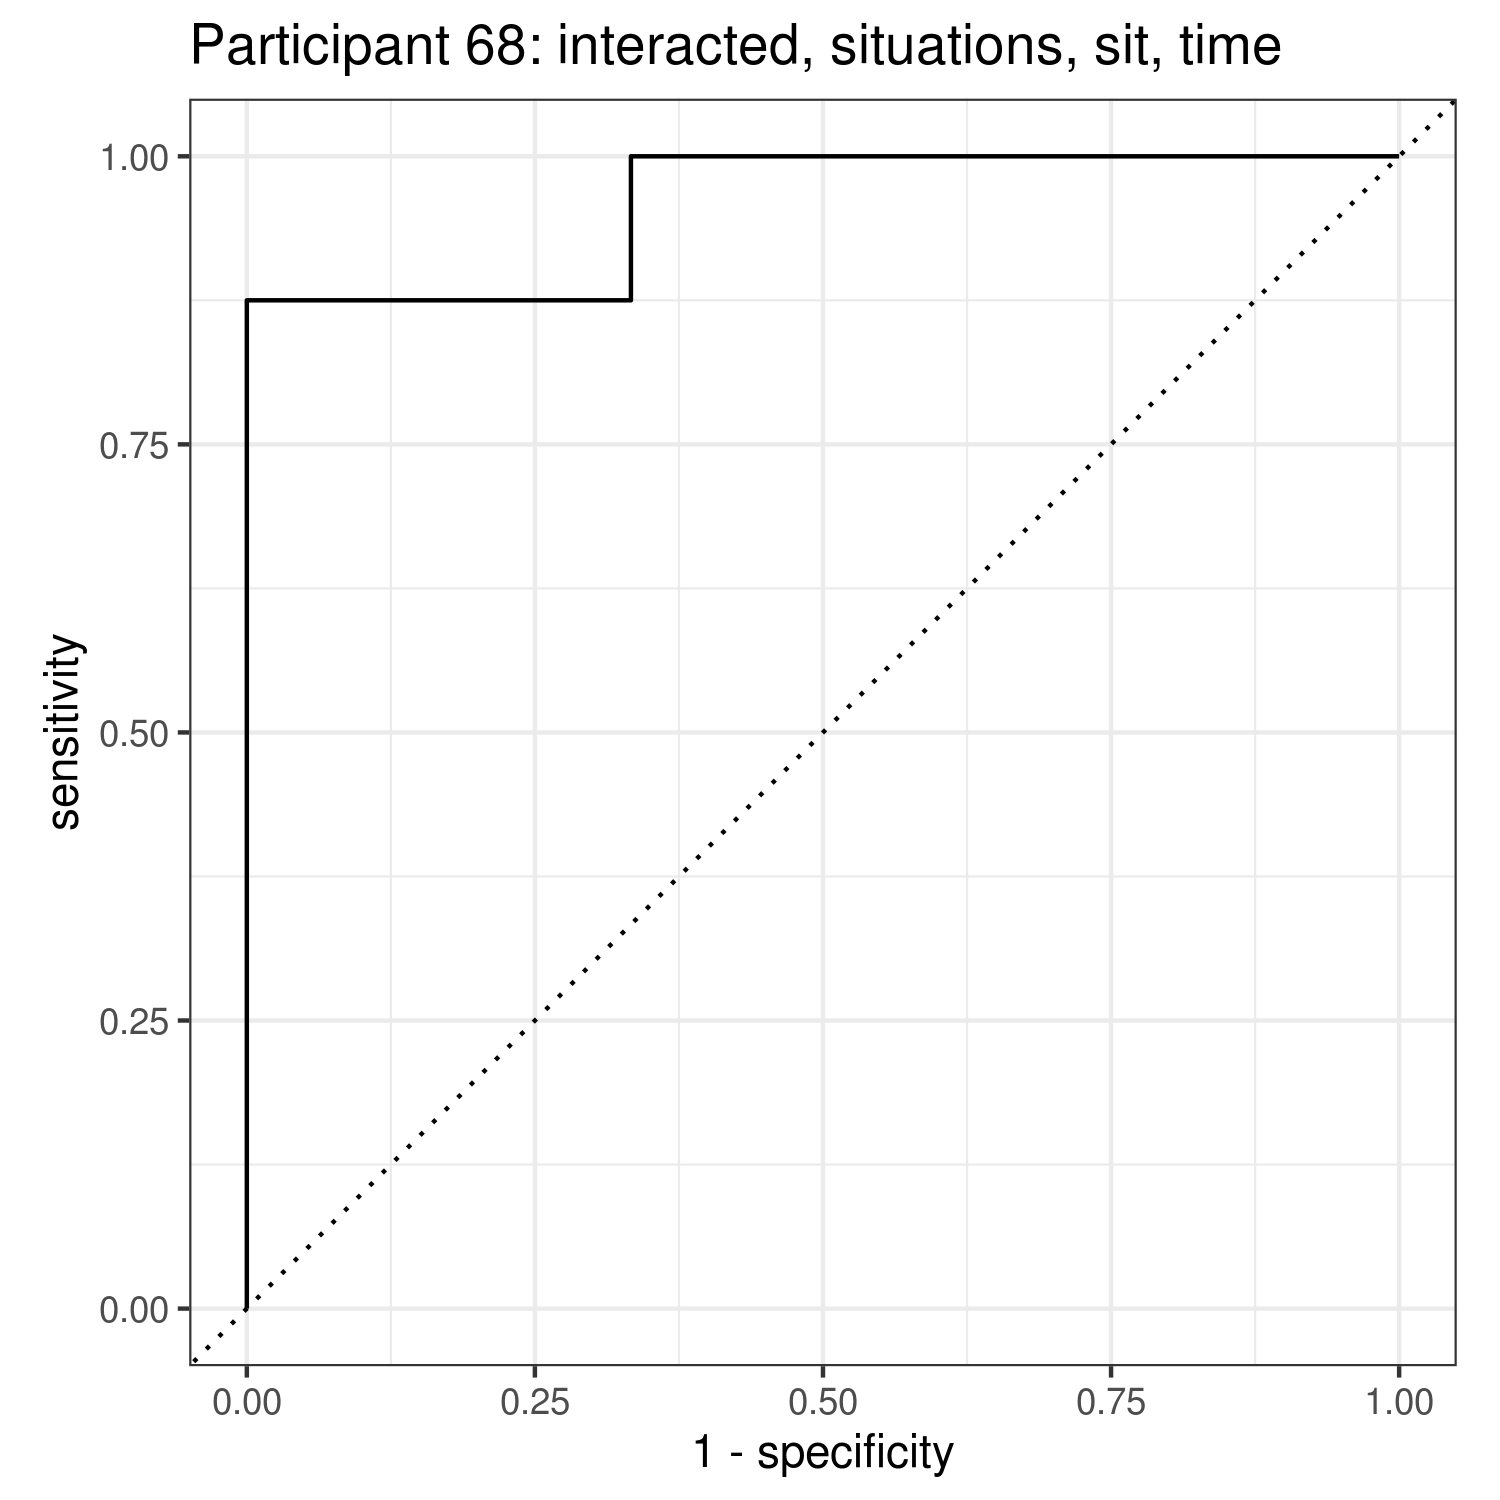 Participant 68: interacted, situations, sit, time
1.00
0.75
0.50
0.25
0.00
sensitivity
0.00 0.25 0.50 0.75 1.00
1 - specificity